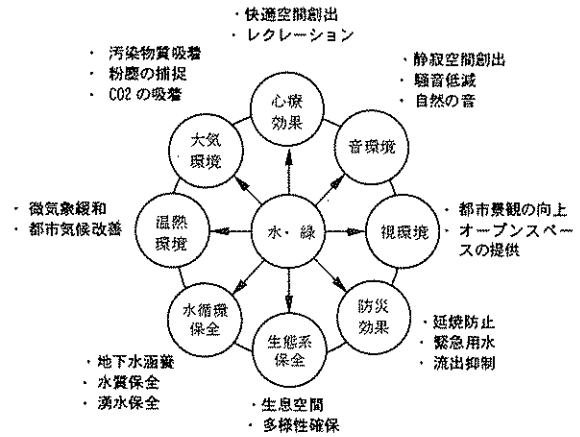 ・快適空間創出
・レクレーション
・汚染物質吸着
・粉塵の捕捉
・CO2の吸着
・静寂空間創出
・騒音低減
・自然の音
心療
効果
大気
環境
音環境
・微気象緩和
・都市気候改善
温熱
環境
水・緑
視環境
・都市景観の向上
・オープンスペー
スの提供
水循環
保全
生態系
保全
防災
効果
・延焼防止
・緊急用水
・流出抑制
・地下水涵養
・水質保全
・湧水保全
・生息空間
・多様性確保